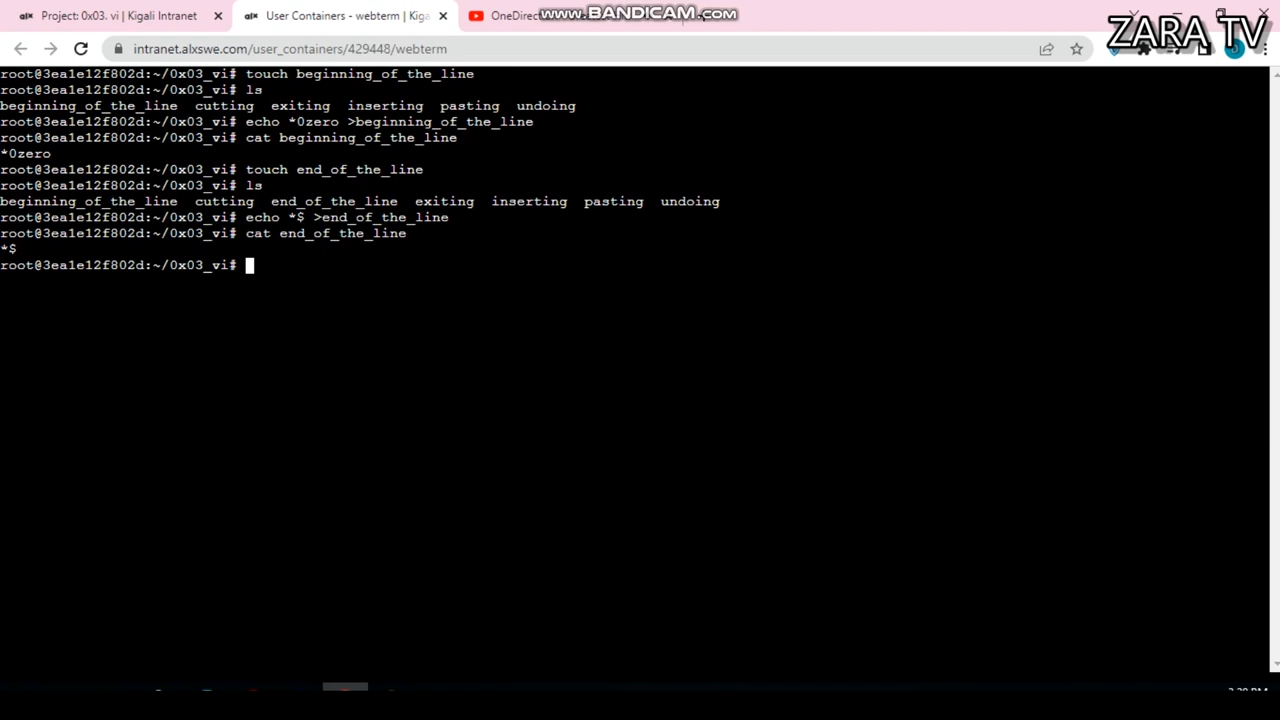 Project: 0x03. vi | Kigali Intranet
User Containers - webterm | Kiga
OneDirec
www.BANDICAM.com
ZARA TV
intranet.alxswe.com/user_containers/429448/webterm
root@3ea1e12f802d:~/0x03_vi# touch beginning_of_the_line
root@3ea1e12f802d:~/0x03_vi# ls
beginning_of_the_line cutting exiting inserting pasting undoing
root@3ea1e12f802d:~/0x03_vi# echo *0zero >beginning_of_the_line
root@3ea1e12f802d:~/0x03_vi# cat beginning_of_the_line
*0zero
root@3ea1e12f802d:~/0x03_vi# touch end_of_the_line
root@3ea1e12f802d:~/0x03_vi# ls
beginning_of_the_line cutting end_of_the_line exiting inserting pasting undoing
root@3ea1e12f802d:~/0x03_vi# echo *$ >end_of_the_line
root@3ea1e12f802d:~/0x03_vi# cat end_of_the_line
*$
root@3ea1e12f802d:~/0x03_vi#